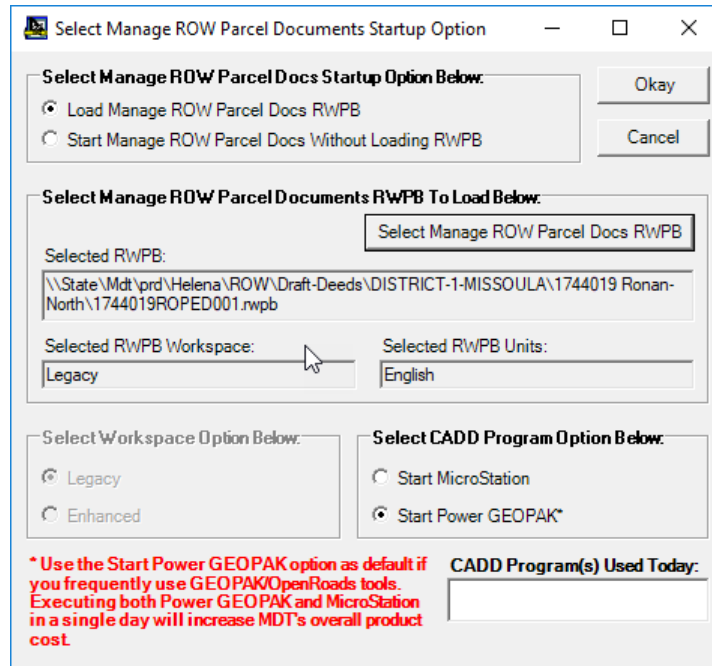 Select Manage ROW Parcel Documents Startup Option
Select Manage ROW Parcel Docs Startup Option Below:
Load Manage ROW Parcel Docs RWPB
Start Manage ROW Parcel Docs Without Loading RWPB
Okay
Cancel
Select Manage ROW Parcel Documents RWPB To Load Below:
Select Manage ROW Parcel Docs RWPB
Selected RWPB:
\\State\Mdt\prd\Helena\ROW\Draft-Deeds\DISTRICT-1-MISSOULA\1744019 Ronan-
North\1744019ROPED001.rwpb
Selected RWPB Workspace:
Legacy
Selected RWPB Units:
English
Select Workspace Option Below:
Legacy
Enhanced
Select CADD Program Option Below:
Start MicroStation
Start Power GEOPAK*
* Use the Start Power GEOPAK option as default if
you frequently use GEOPAK/OpenRoads tools.
Executing both Power GEOPAK and MicroStation
in a single day will increase MDT's overall product
cost.
CADD Program(s) Used Today: